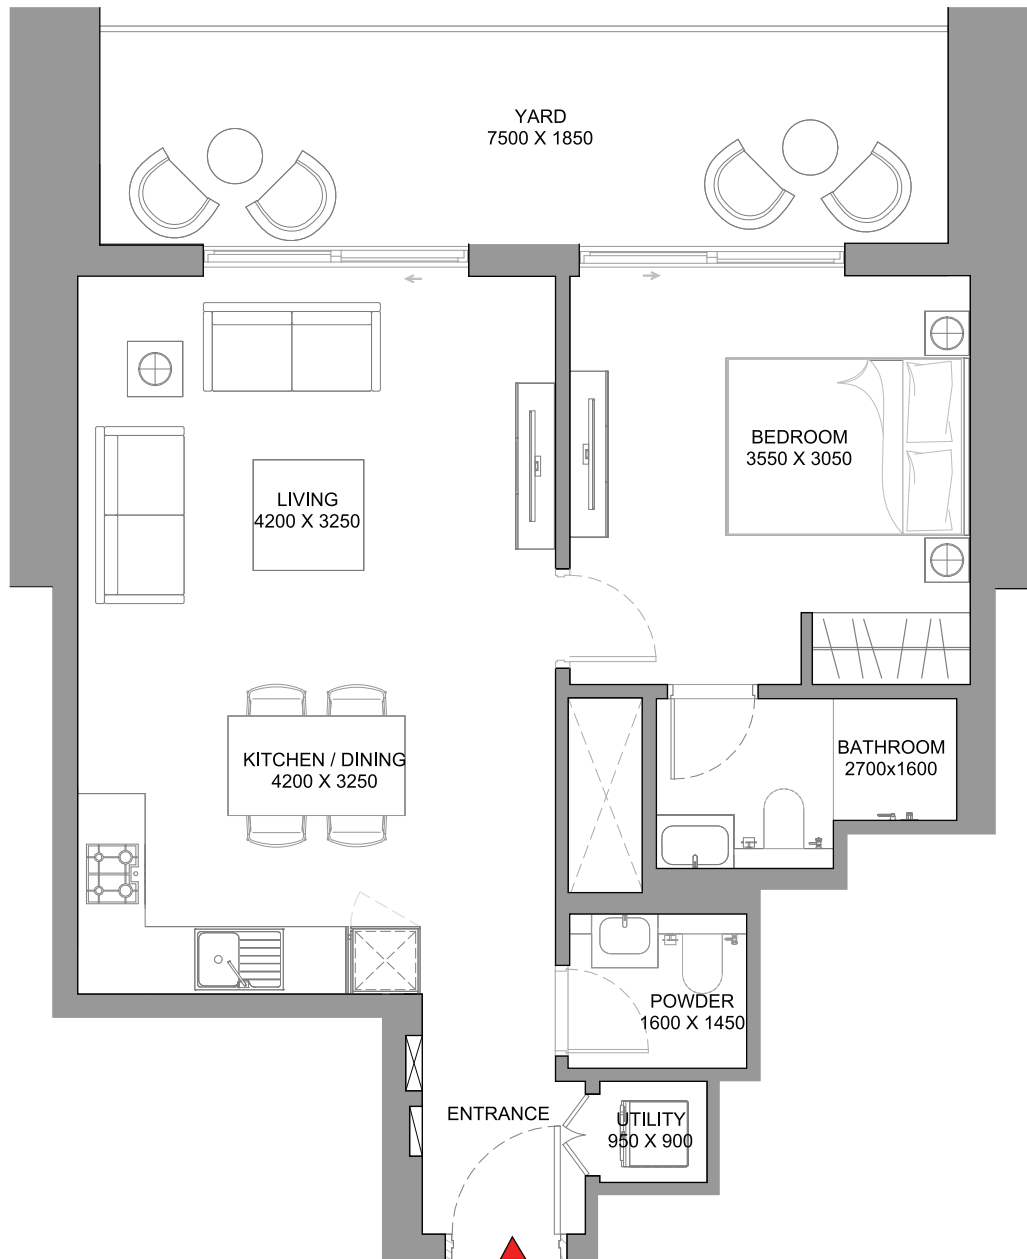 YARD
7500 X 1850
BEDROOM
3550 X 3050
LIVING
4200 X 3250
KITCHEN / DINING
4200 X 3250
BATHROOM
2700x1600
POWDER
1600 X 1450
ENTRANCE
UTILITY
950 X 900